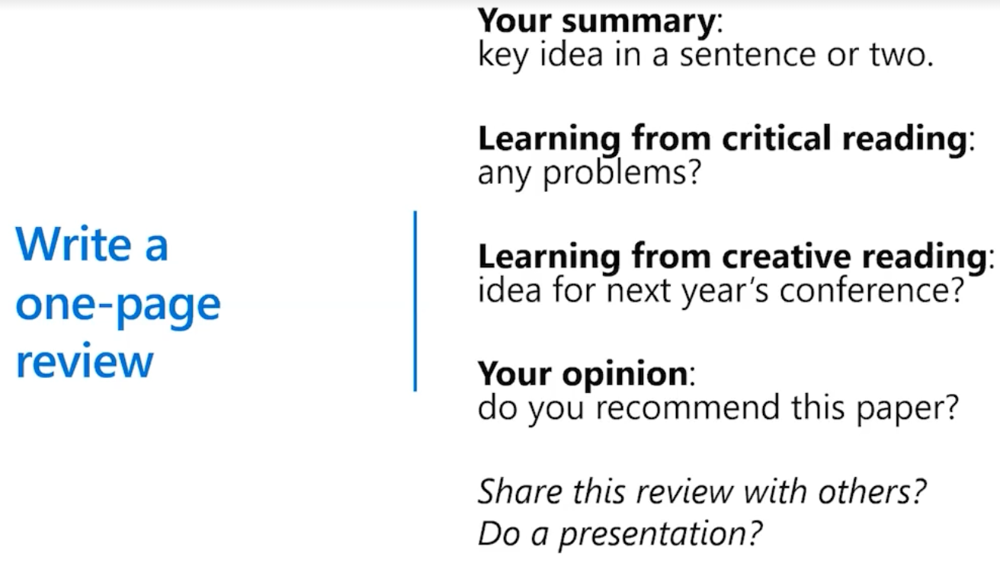 Write a
one-page
review
Your summary:
key idea in a sentence or two.
Learning from critical reading:
any problems?
Learning from creative reading:
idea for next year’s conference?
Your opinion:
do you recommend this paper?
Share this review with others?
Do a presentation?